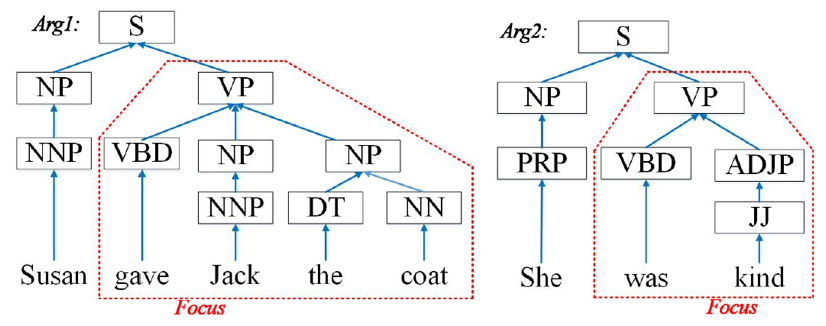 Arg1: S Arg2: S
NP VP NP VP
NNP VBD NP NP PRP VBD ADJP
NNP DT NN JJ
Susan gave Jack the coat She was kind
Focus Focus